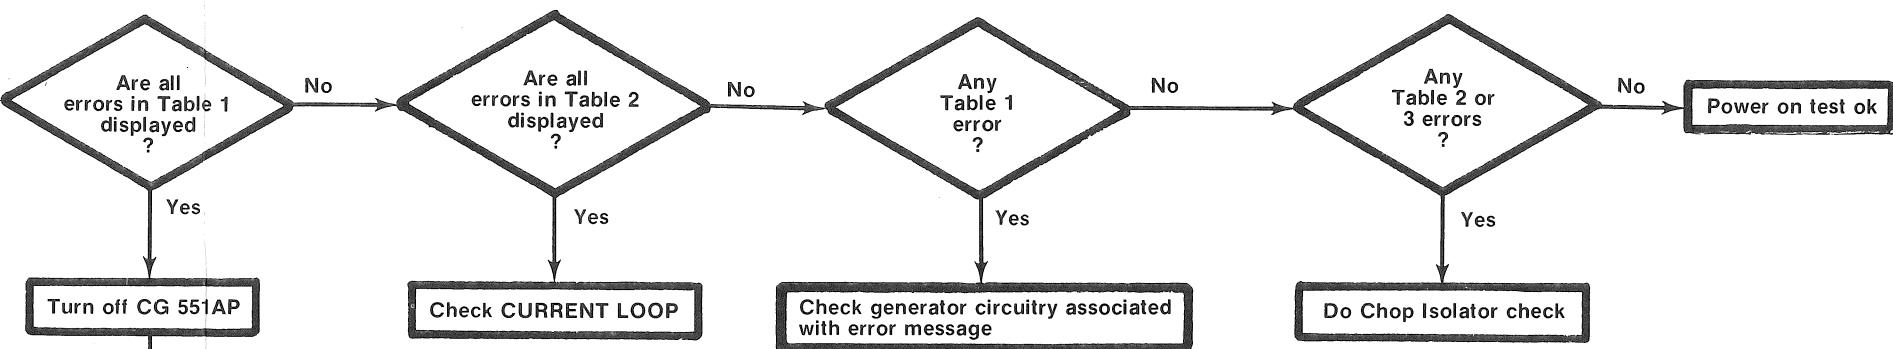 Are all
errors in Table 1
displayed
?
No
Yes
Turn off CG 551AP
Are all
errors in Table 2
displayed
?
No
Yes
Check CURRENT LOOP
Any
Table 1
error
?
No
Yes
Check generator circuitry associated
with error message
Any
Table 2 or
3 errors
?
No
Yes
Do Chop Isolator check
Power on test ok